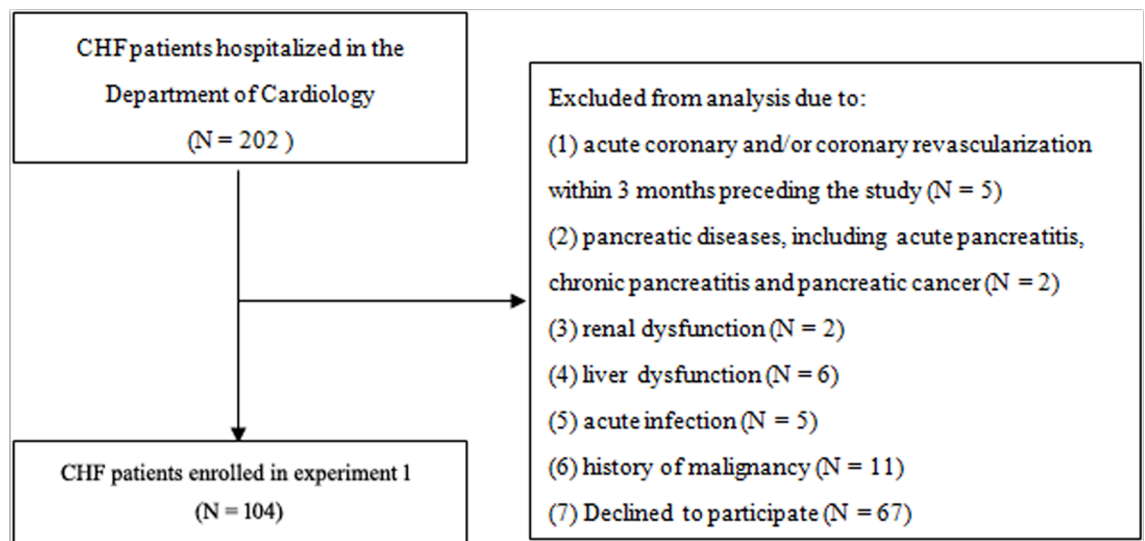 CHF patients hospitalized in the
Department of Cardiology
(N = 202 )
Excluded from analysis due to:
(1) acute coronary and/or coronary revascularization
within 3 months preceding the study (N = 5)
(2) pancreatic diseases, including acute pancreatitis,
chronic pancreatitis and pancreatic cancer (N = 2)
(3) renal dysfunction (N = 2)
(4) liver dysfunction (N = 6)
(5) acute infection (N = 5)
(6) history of malignancy (N = 11)
(7) Declined to participate (N = 67)
CHF patients enrolled in experiment 1
(N = 104)